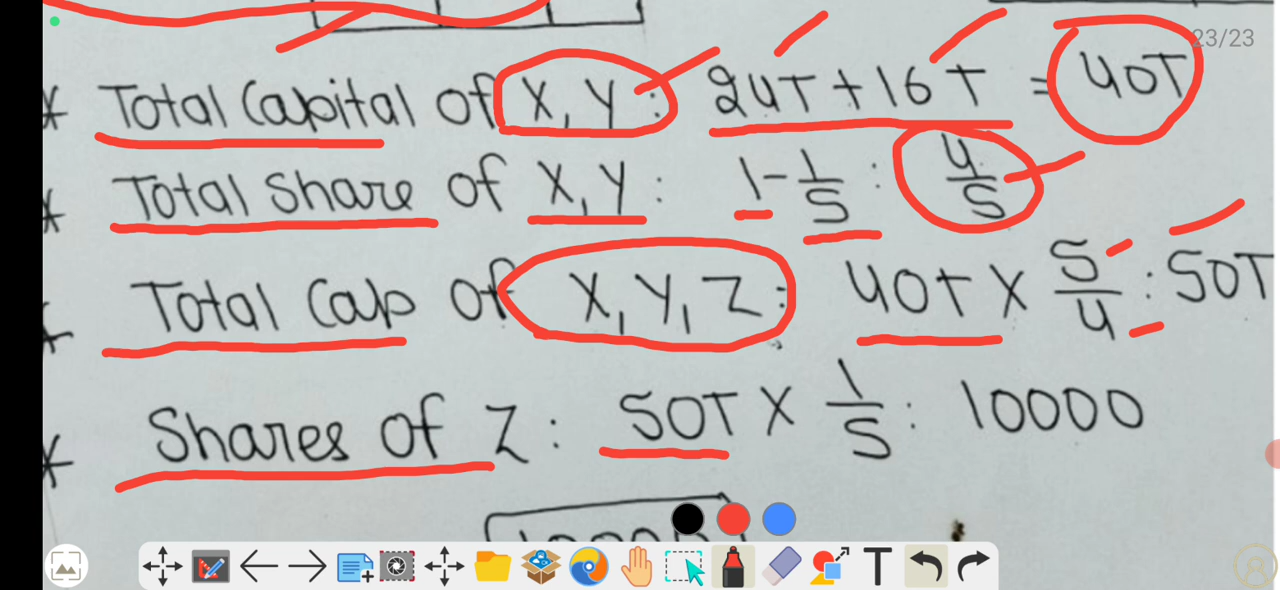 23/23
* Total Capital of X, Y : 24T + 16T = 40T
* Total Share of X, Y : 1 - 1/5 : 4/5
* Total Cap of X, Y, Z : 40T X 5/4 : 50T
* Shares of Z : 50T X 1/5 : 10000
T